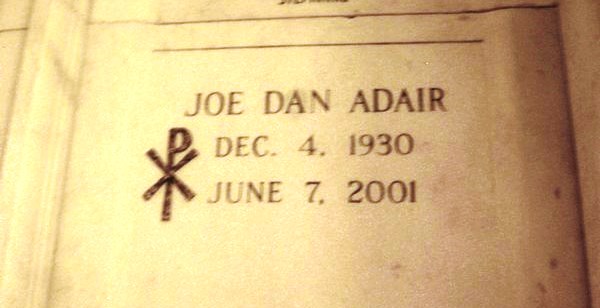 JOE DAN ADAIR
DEC. 4, 1930
JUNE 7, 2001